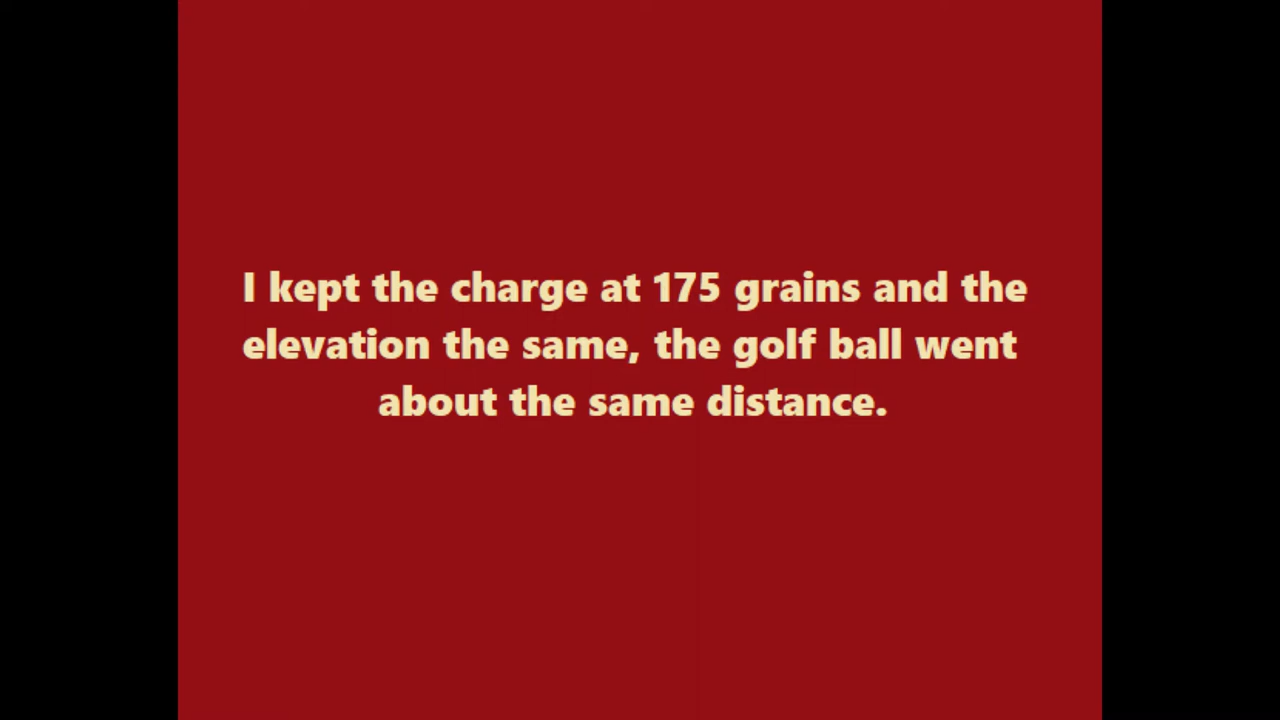 I kept the charge at 175 grains and the
elevation the same, the golf ball went
about the same distance.